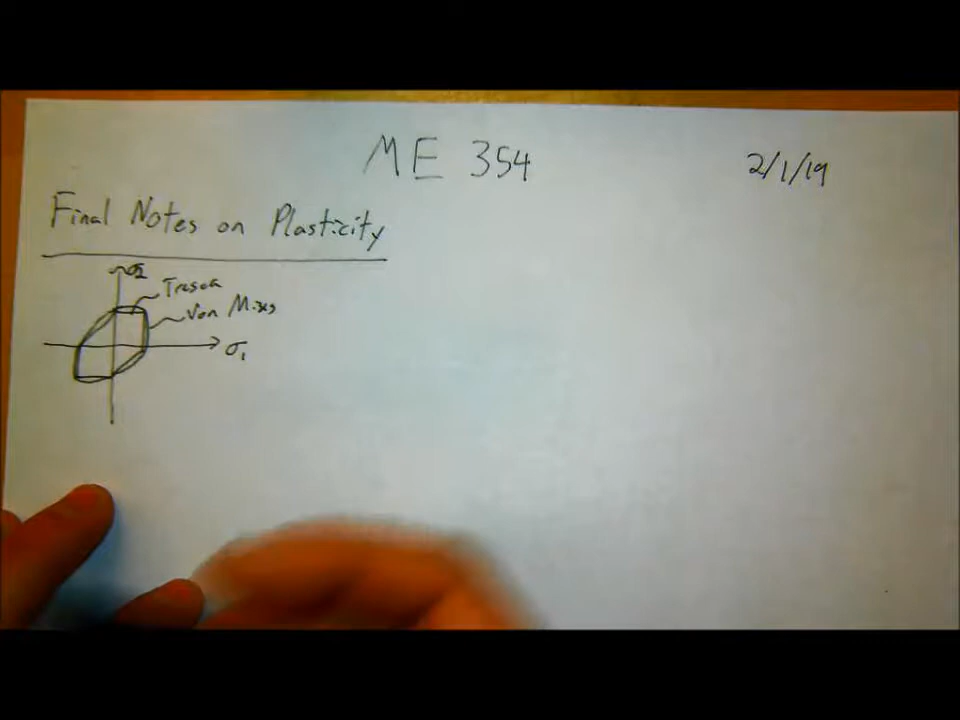 ME 354
2/1/19
Final Notes on Plasticity
σ2
Tresca
Von Mises
σ1